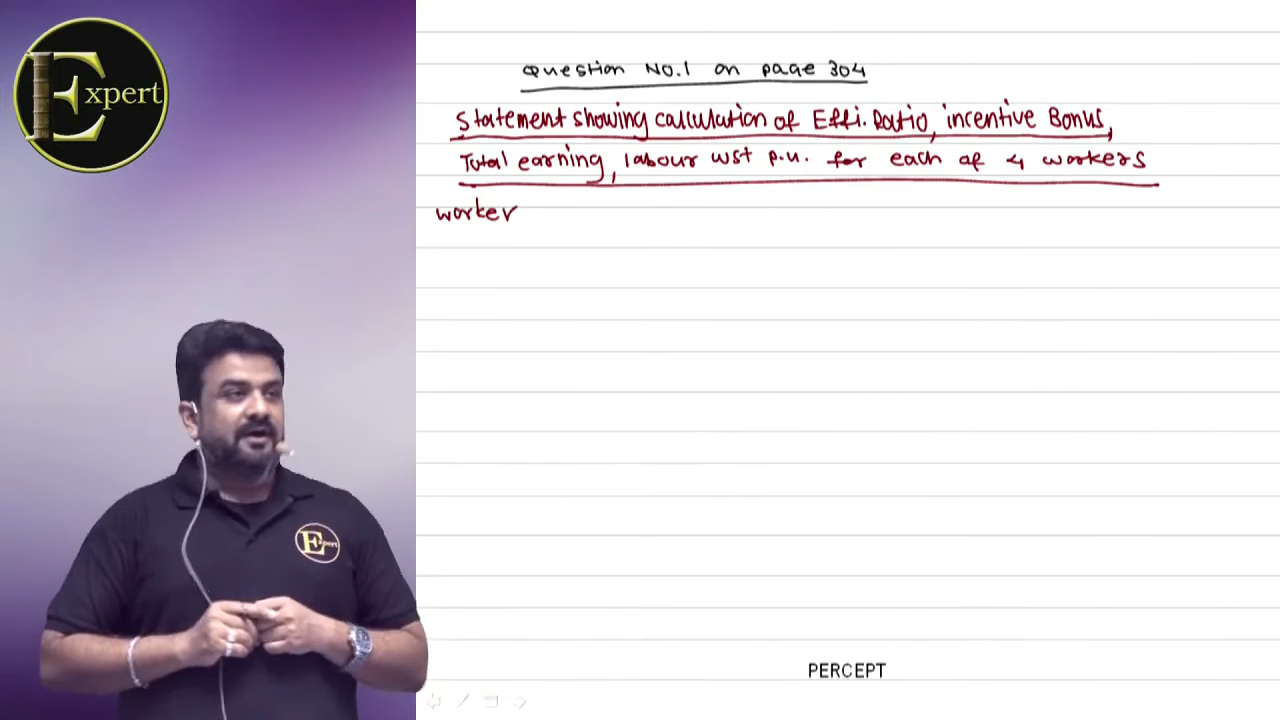 Expert
Question No.1 on page 304
Statement showing calculation of Effi. Ratio, incentive Bonus,
Total earning, labour cost p.u. for each of 4 workers
worker
Expert
PERCEPT